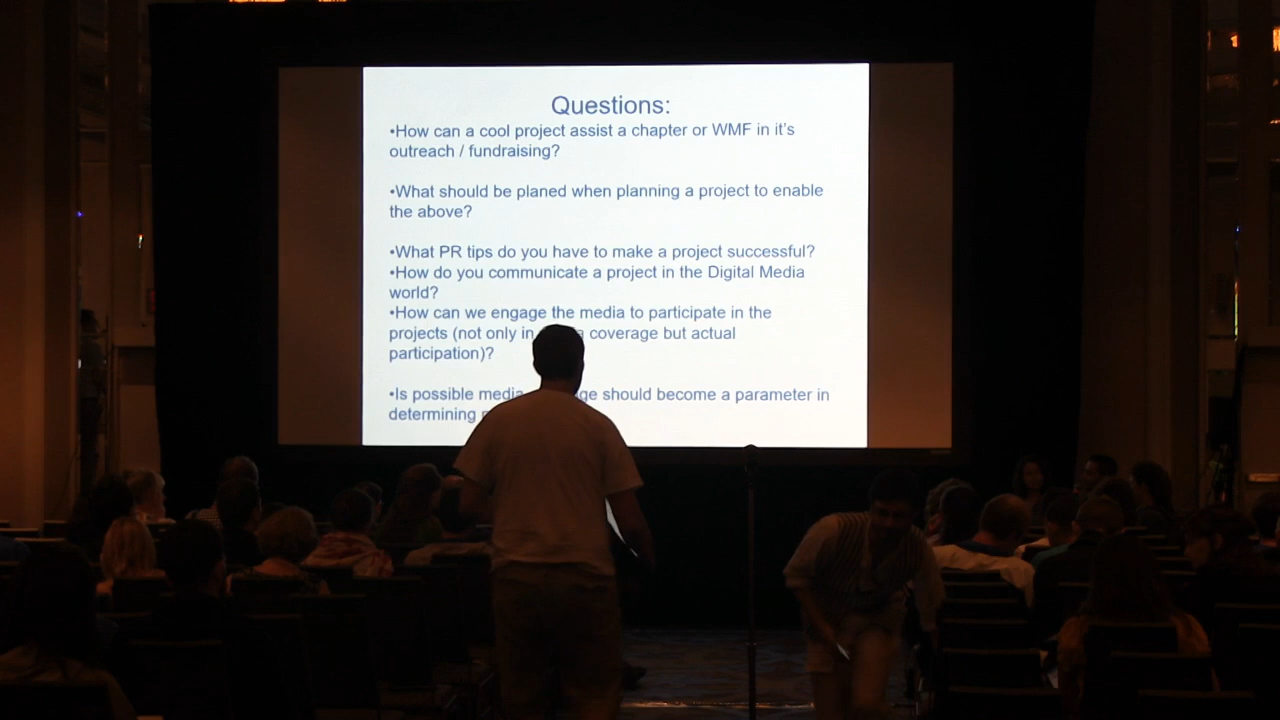 Questions:
•How can a cool project assist a chapter or WMF in it's
outreach / fundraising?
•What should be planed when planning a project to enable
the above?
•What PR tips do you have to make a project successful?
•How do you communicate a project in the Digital Media
world?
•How can we engage the media to participate in the
projects (not only in coverage but actual
participation)?
•Is possible media should become a parameter in
determining